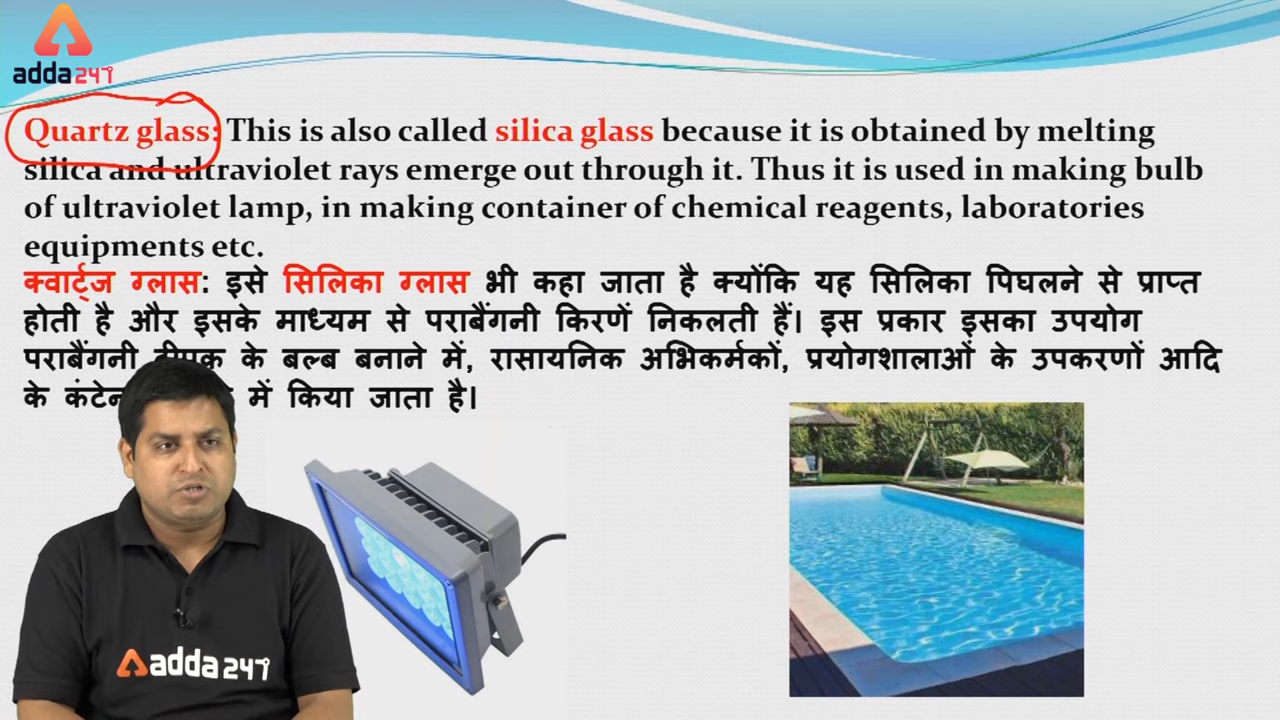 adda247
Quartz glass: This is also called silica glass because it is obtained by melting
silica and ultraviolet rays emerge out through it. Thus it is used in making bulb
of ultraviolet lamp, in making container of chemical reagents, laboratories
equipments etc.
क्वार्ट्ज ग्लास: इसे सिलिका ग्लास भी कहा जाता है क्योंकि यह सिलिका पिघलने से प्राप्त
होती है और इसके माध्यम से पराबैंगनी किरणें निकलती हैं। इस प्रकार इसका उपयोग
पराबैंगनी के बल्ब बनाने में, रासायनिक अभिकर्मकों, प्रयोगशालाओं के उपकरणों आदि
के में किया जाता है।
adda247